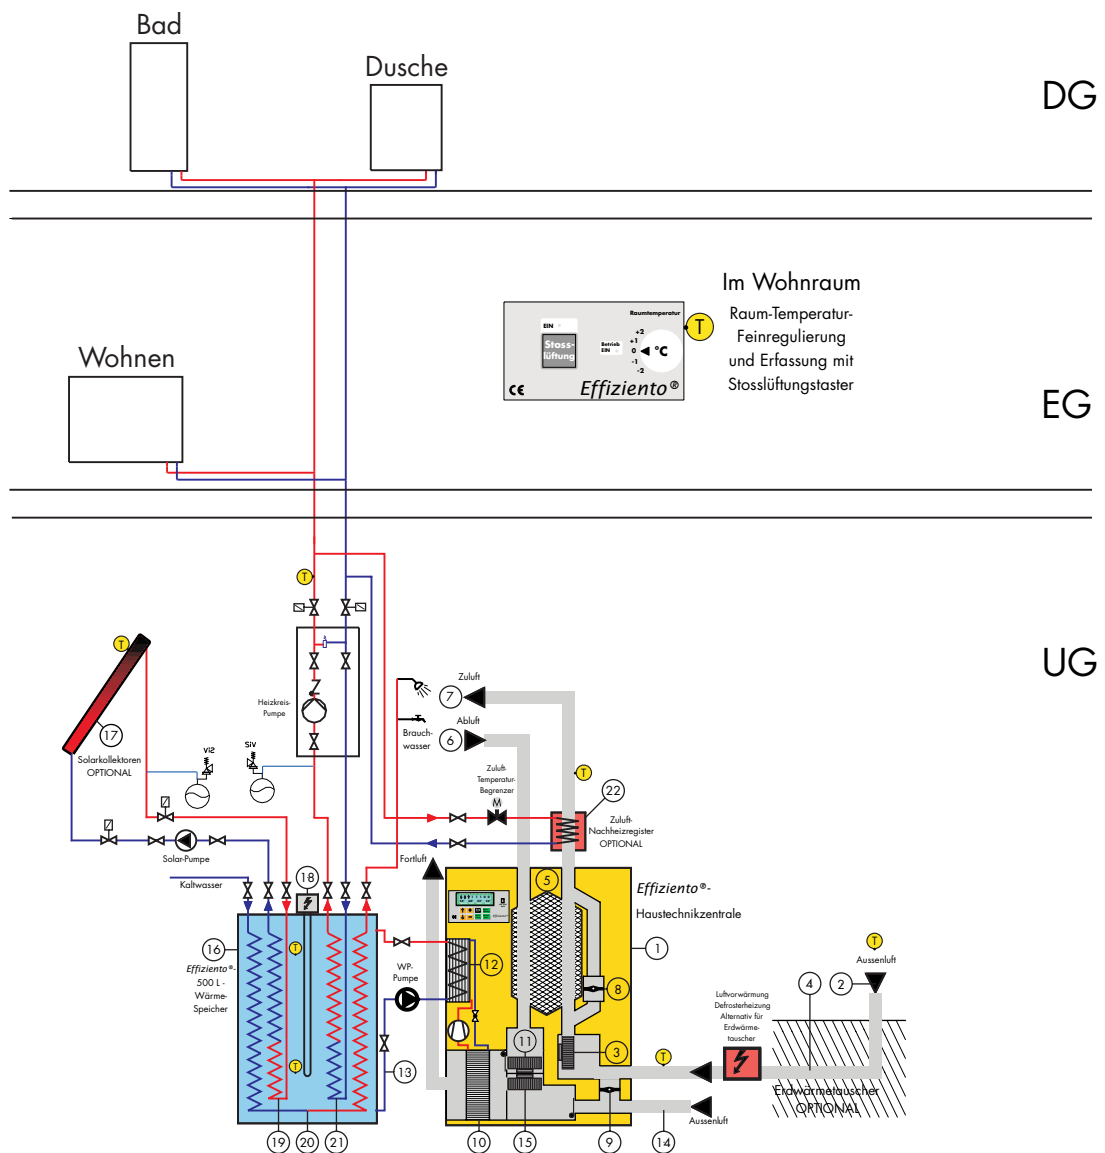 Bad
Dusche
DG
Im Wohnraum
Raum-Temperatur-
Feinregulierung
und Erfassung mit
Stosslüftungstaster
Raumtemperatur
EIN
Stoss-
lüftung
Betrieb
EIN
+2
+1
0
-1
-2
°C
T
CE
Effiziento®
Wohnen
EG
T
UG
T
17
Solarkollektoren
OPTIONAL
SiV
SiV
Heizkreis-
Pumpe
Zuluft
7
Abluft
6
Brauch-
wasser
Zuluft-
Temperatur-
Begrenzer
M
T
22
Zuluft-
Nachheizregister
OPTIONAL
Solar-Pumpe
Kaltwasser
18
Fortluft
5
Effiziento®-
Haustechnikzentrale
1
16
Effiziento®-
500 L -
Wärme-
Speicher
T
T
WP-
Pumpe
12
8
11
3
13
T
Luftvorwärmung
Defrosterheizung
Alternativ für
Erdwärme-
tauscher
4
2
T
Aussenluft
Erdwärmetauscher
OPTIONAL
Aussenluft
19
20
21
10
15
9
14